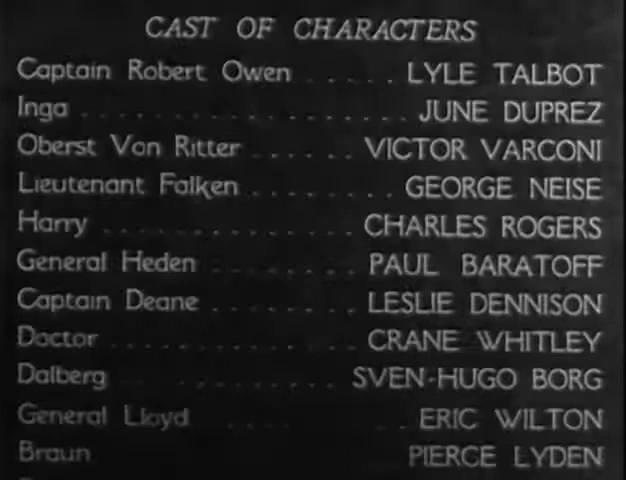 CAST OF CHARACTERS
Captain Robert Owen ..... LYLE TALBOT
Inga .................. JUNE DUPREZ
Oberst Von Ritter ...... VICTOR VARCONI
Lieutenant Falken ........ GEORGE NEISE
Harry .............. CHARLES ROGERS
General Heden ........ PAUL BARATOFF
Captain Deane ........ LESLIE DENNISON
Doctor .............. CRANE WHITLEY
Dalberg ............ SVEN-HUGO BORG
General Lloyd ...... ERIC WILTON
Braun PIERCE LYDEN